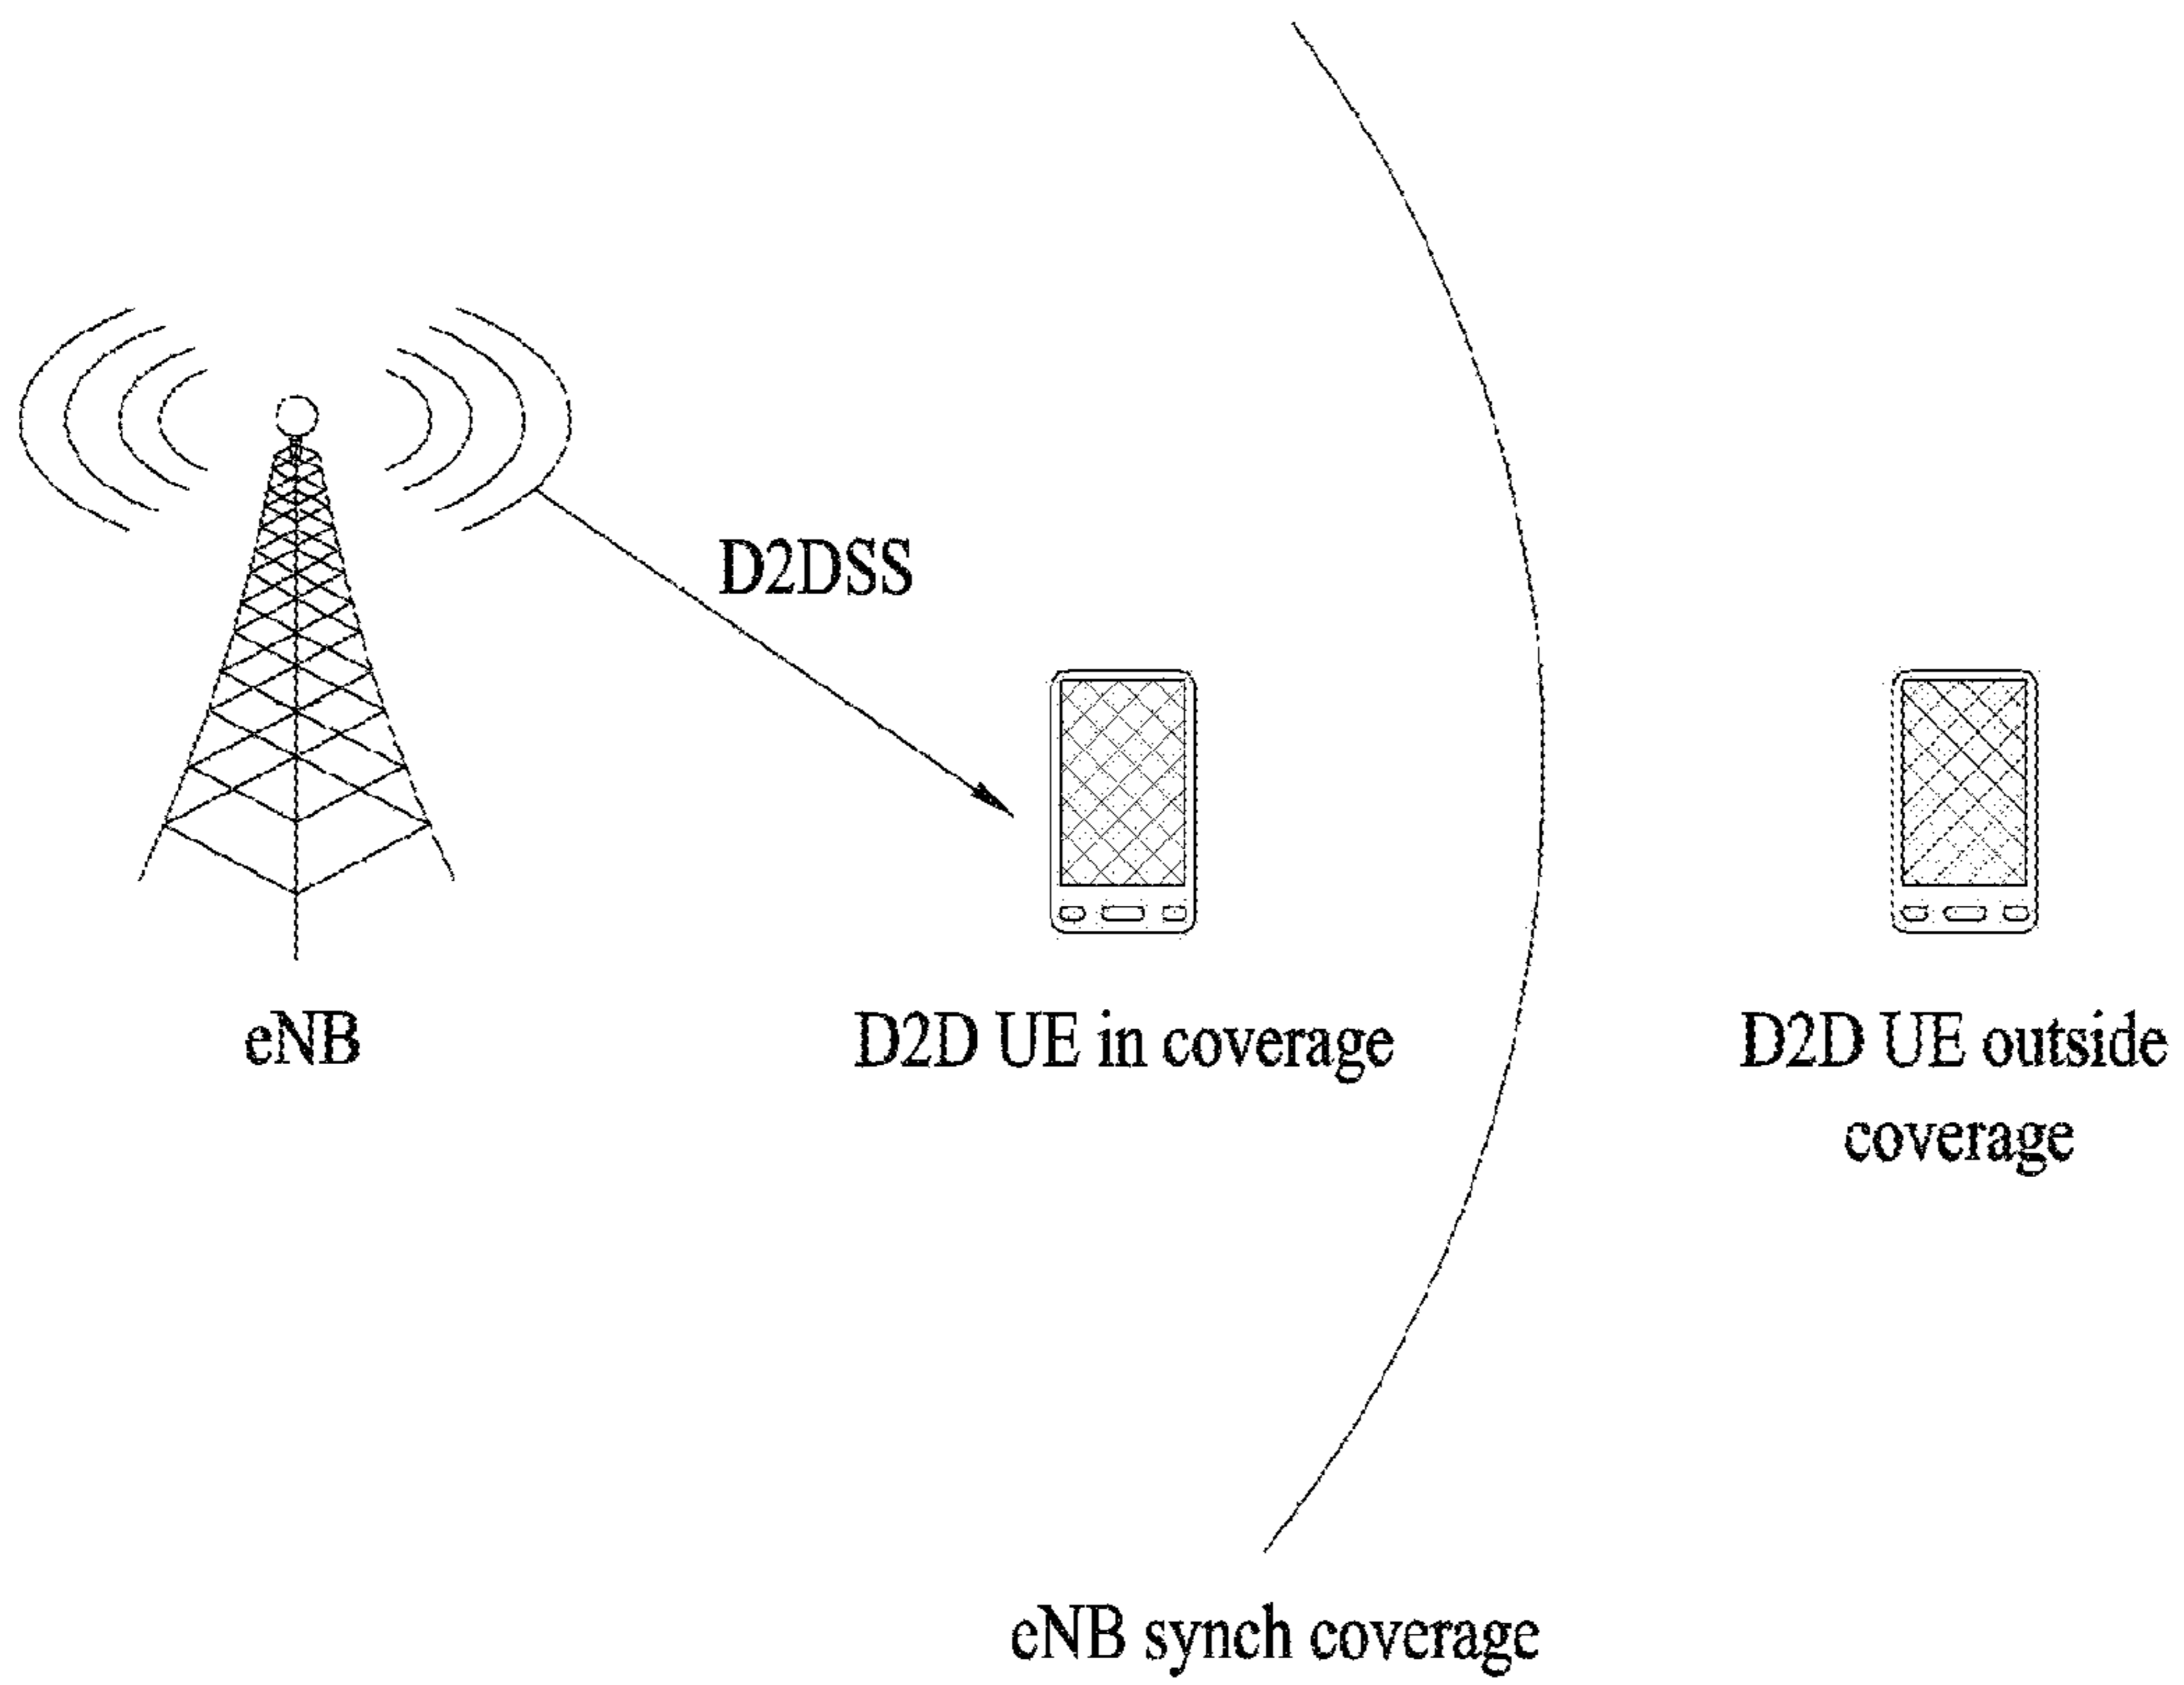 D2DSS
eNB
D2D UE in coverage
D2D UE outside
coverage
eNB synch coverage